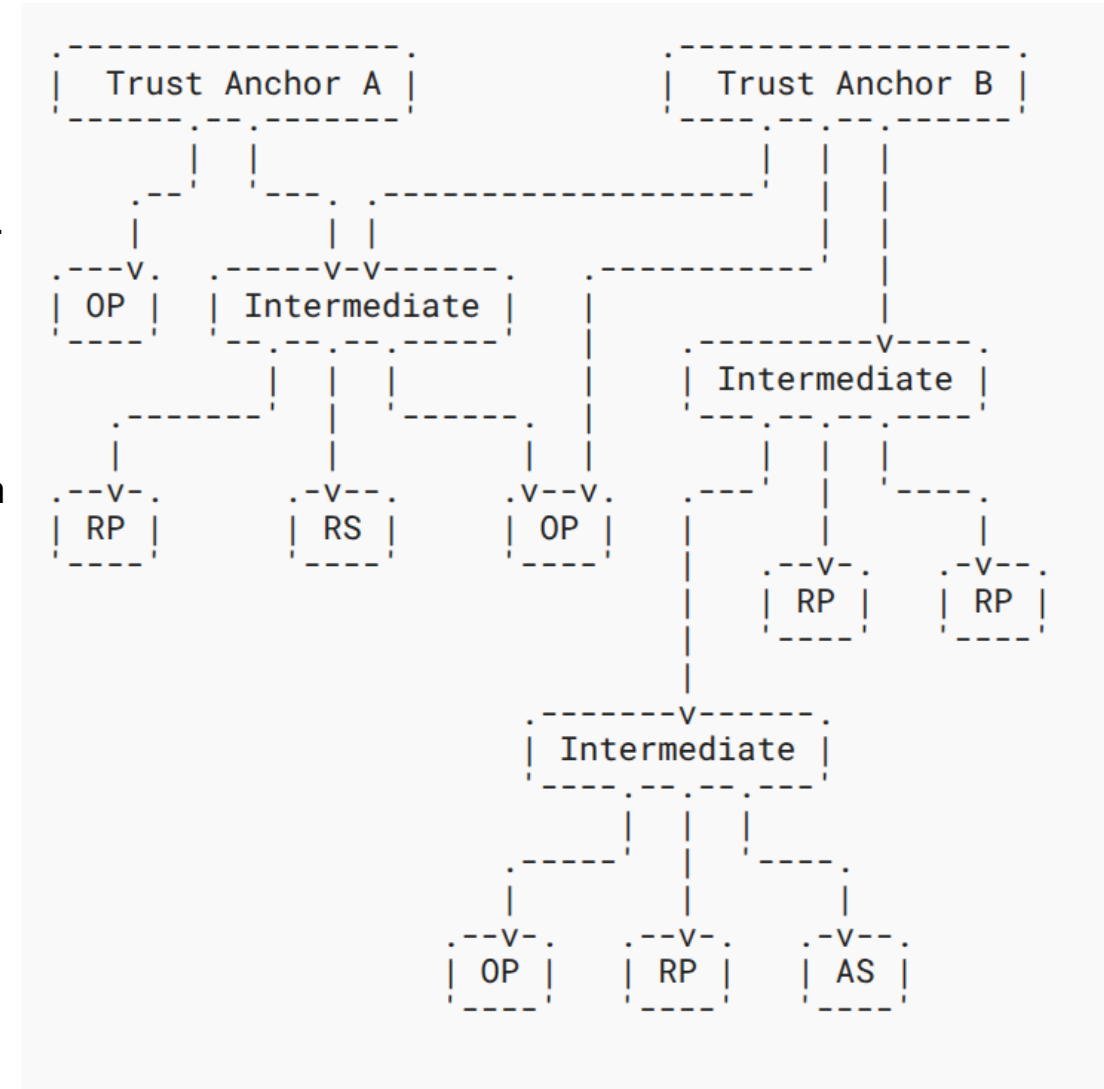 Trust Anchor A
Trust Anchor B
OP
Intermediate
Intermediate
RP
RS
OP
RP
RP
Intermediate
OP
RP
AS